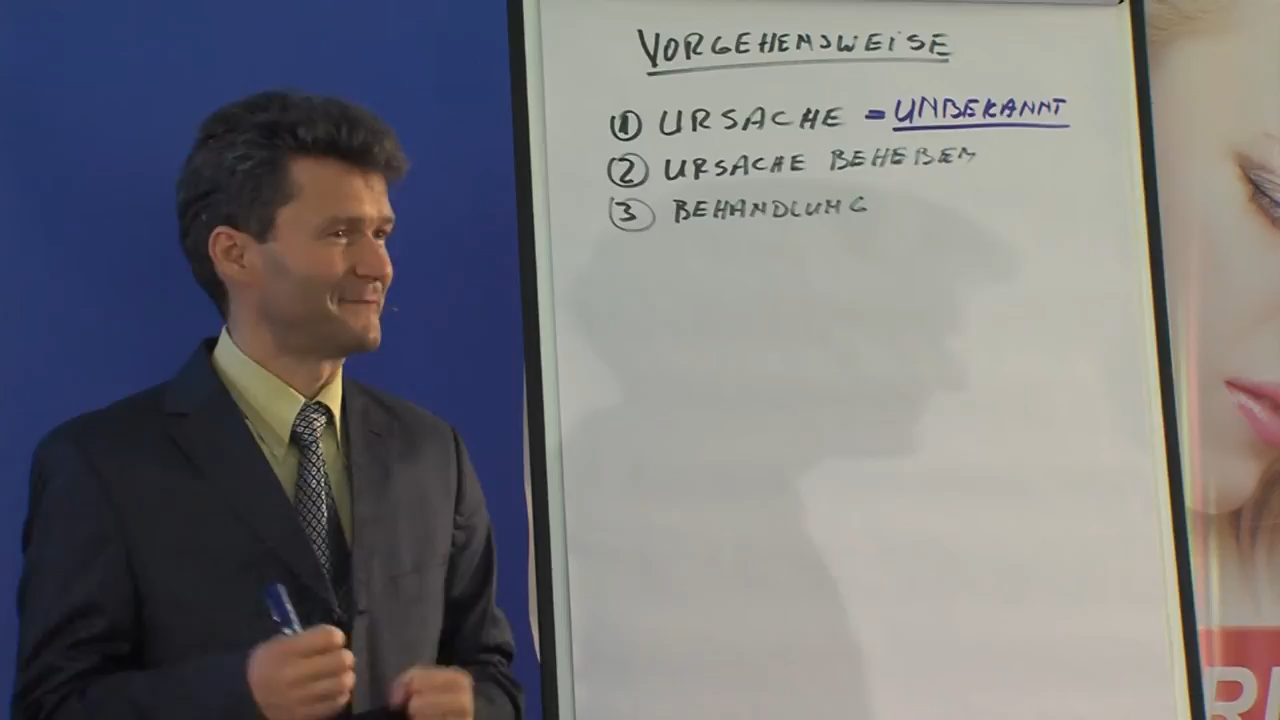 VORGEHENSWEISE
① URSACHE = UNBEKANNT
② URSACHE BEHEBEN
③ BEHANDLUNG